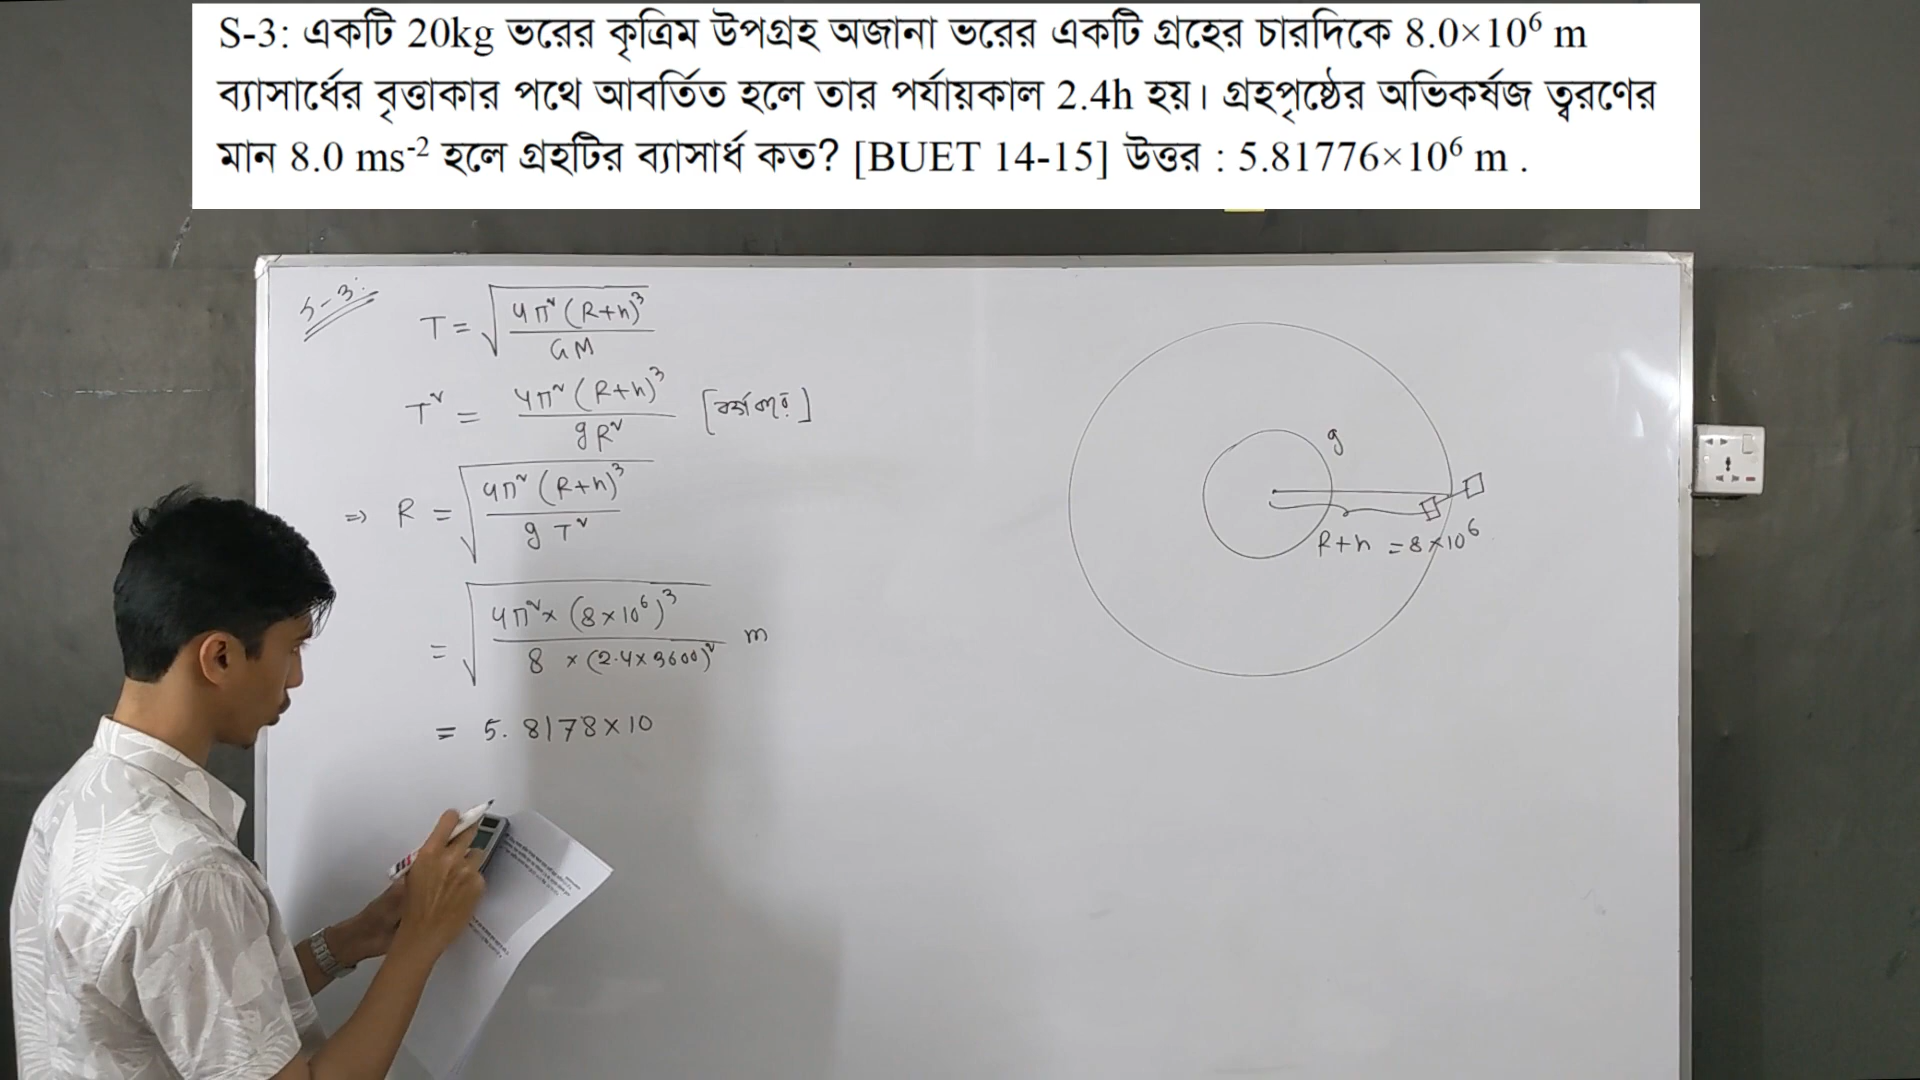 S-3: একটি 20kg ভরের কৃত্রিম উপগ্রহ অজানা ভরের একটি গ্রহের চারদিকে 8.0×10⁶ m
ব্যাসার্ধের বৃত্তাকার পথে আবর্তিত হলে তার পর্যায়কাল 2.4h হয়। গ্রহপৃষ্ঠের অভিকর্ষজ ত্বরণের
মান 8.0 ms⁻² হলে গ্রহটির ব্যাসার্ধ কত? [BUET 14-15] উত্তর : 5.81776×10⁶ m .
S-3:
T = √(4π²(R+h)³ / GM)
T² = 4π²(R+h)³ / gR² [বর্গ করে]
⇒ R = √(4π²(R+h)³ / gT²)
= √(4π² × (8×10⁶)³ / 8 × (2.4×3600)²) m
= 5.8178×10
g
R+h = 8×10⁶